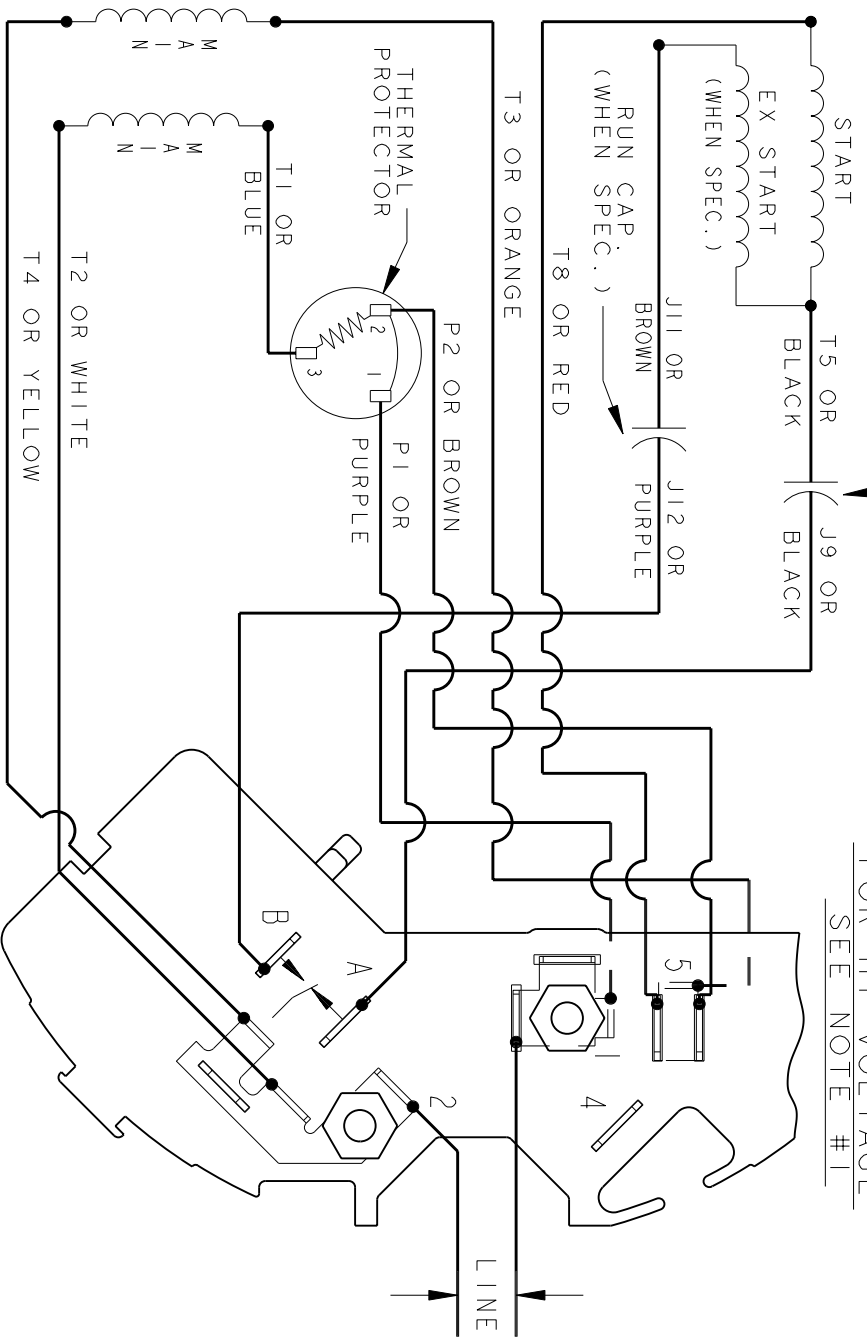 FOR HI VOLTAGE
SEE NOTE #1
START
EX START
(WHEN SPEC.)
RUN CAP.
(WHEN SPEC.)
T5 OR
BLACK
J9 OR
BLACK
J11 OR
BROWN
J12 OR
PURPLE
T8 OR RED
T3 OR ORANGE
THERMAL
PROTECTOR
P2 OR BROWN
P1 OR
PURPLE
2
1
3
MAIN
MAIN
T1 OR
BLUE
T2 OR WHITE
T4 OR YELLOW
5
1
4
2
A
B
LINE